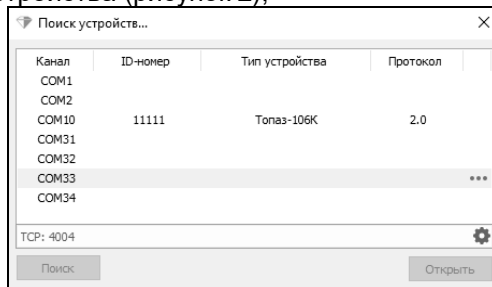 тройства (рисунок 2);
Поиск устройств...
Канал ID-номер Тип устройства Протокол
COM1
COM2
COM10 11111 Топаз-106К 2.0
COM31
COM32
COM33
COM34
TCP: 4004
Поиск Открыть